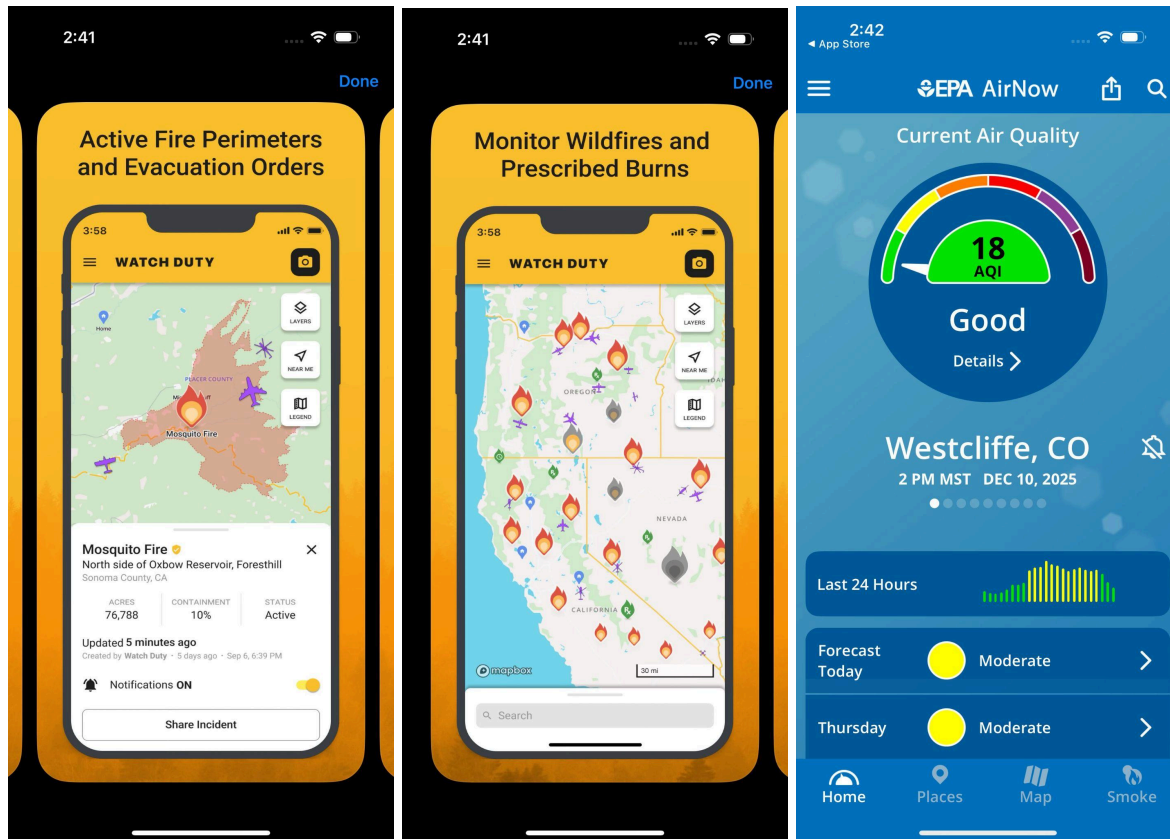 2:41
Done
Active Fire Perimeters
and Evacuation Orders
3:58
WATCH DUTY
LAYERS
Home
NEAR ME
PLACER COUNTY
LEGEND
Mosquito Fire
Mosquito Fire
North side of Oxbow Reservoir, Foresthill
Sonoma County, CA
ACRES CONTAINMENT STATUS
76,788 10% Active
Updated 5 minutes ago
Created by Watch Duty • 5 days ago • Sep 6, 6:39 PM
Notifications ON
Share Incident
2:41
Done
Monitor Wildfires and
Prescribed Burns
3:58
WATCH DUTY
LAYERS
NEAR ME
OREGON
LEGEND
NEVADA
CALIFORNIA
mapbox
30 mi
Search
2:42
App Store
EPA AirNow
Current Air Quality
18
AQI
Good
Details
Westcliffe, CO
2 PM MST DEC 10, 2025
Last 24 Hours
Forecast
Today
Moderate
Thursday
Moderate
Home
Places
Map
Smoke